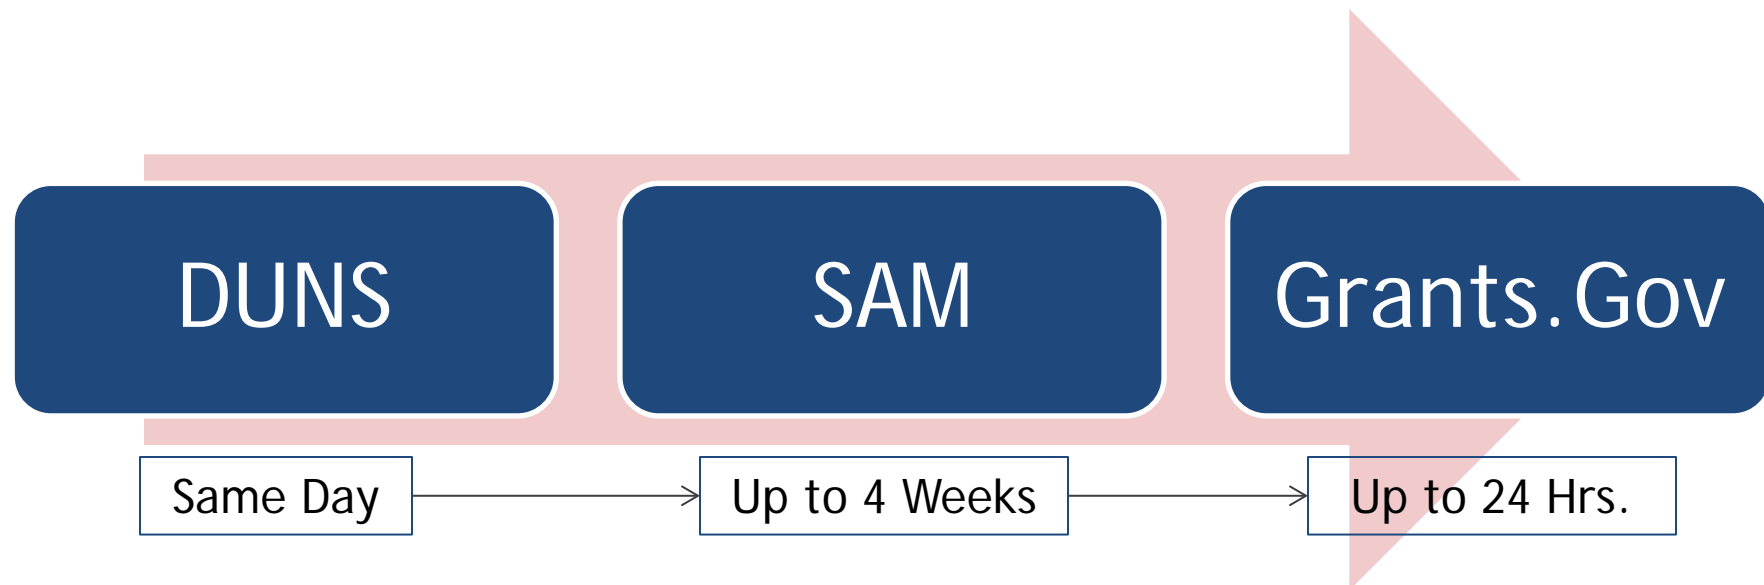 DUNS
SAM
Grants.Gov
Same Day
Up to 4 Weeks
Up to 24 Hrs.